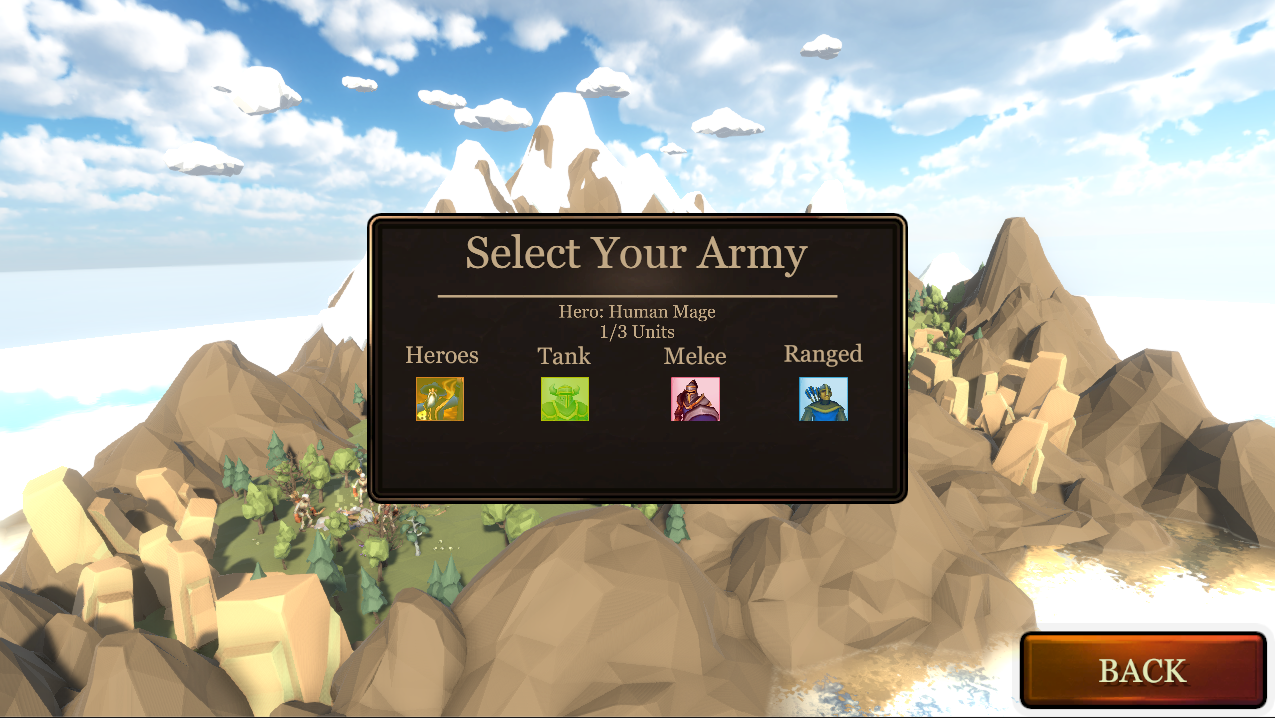 Select Your Army
Hero: Human Mage
1/3 Units
Heroes Tank Melee Ranged
BACK